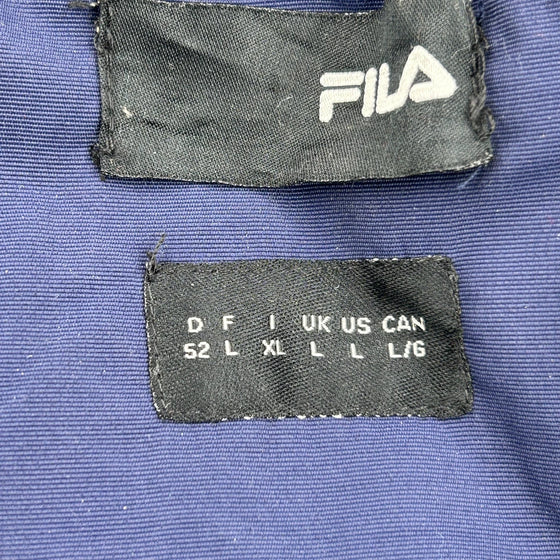 FILA
D F I UK US CAN
52 L XL L L L/G